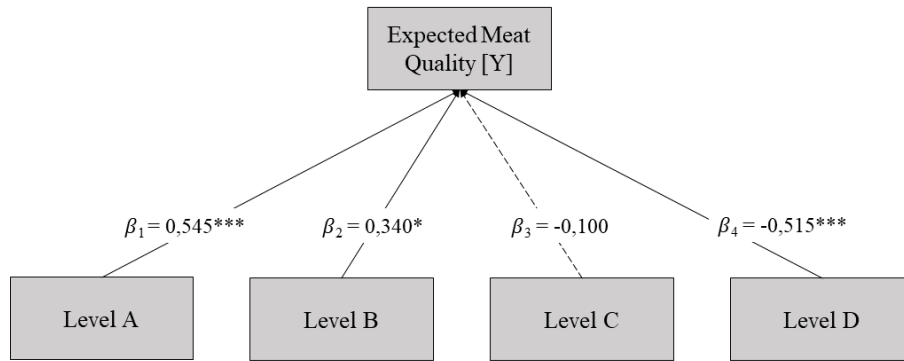 Expected Meat
Quality [Y]
β₁ = 0,545***
β₂ = 0,340*
β₃ = -0,100
β₄ = -0,515***
Level A
Level B
Level C
Level D